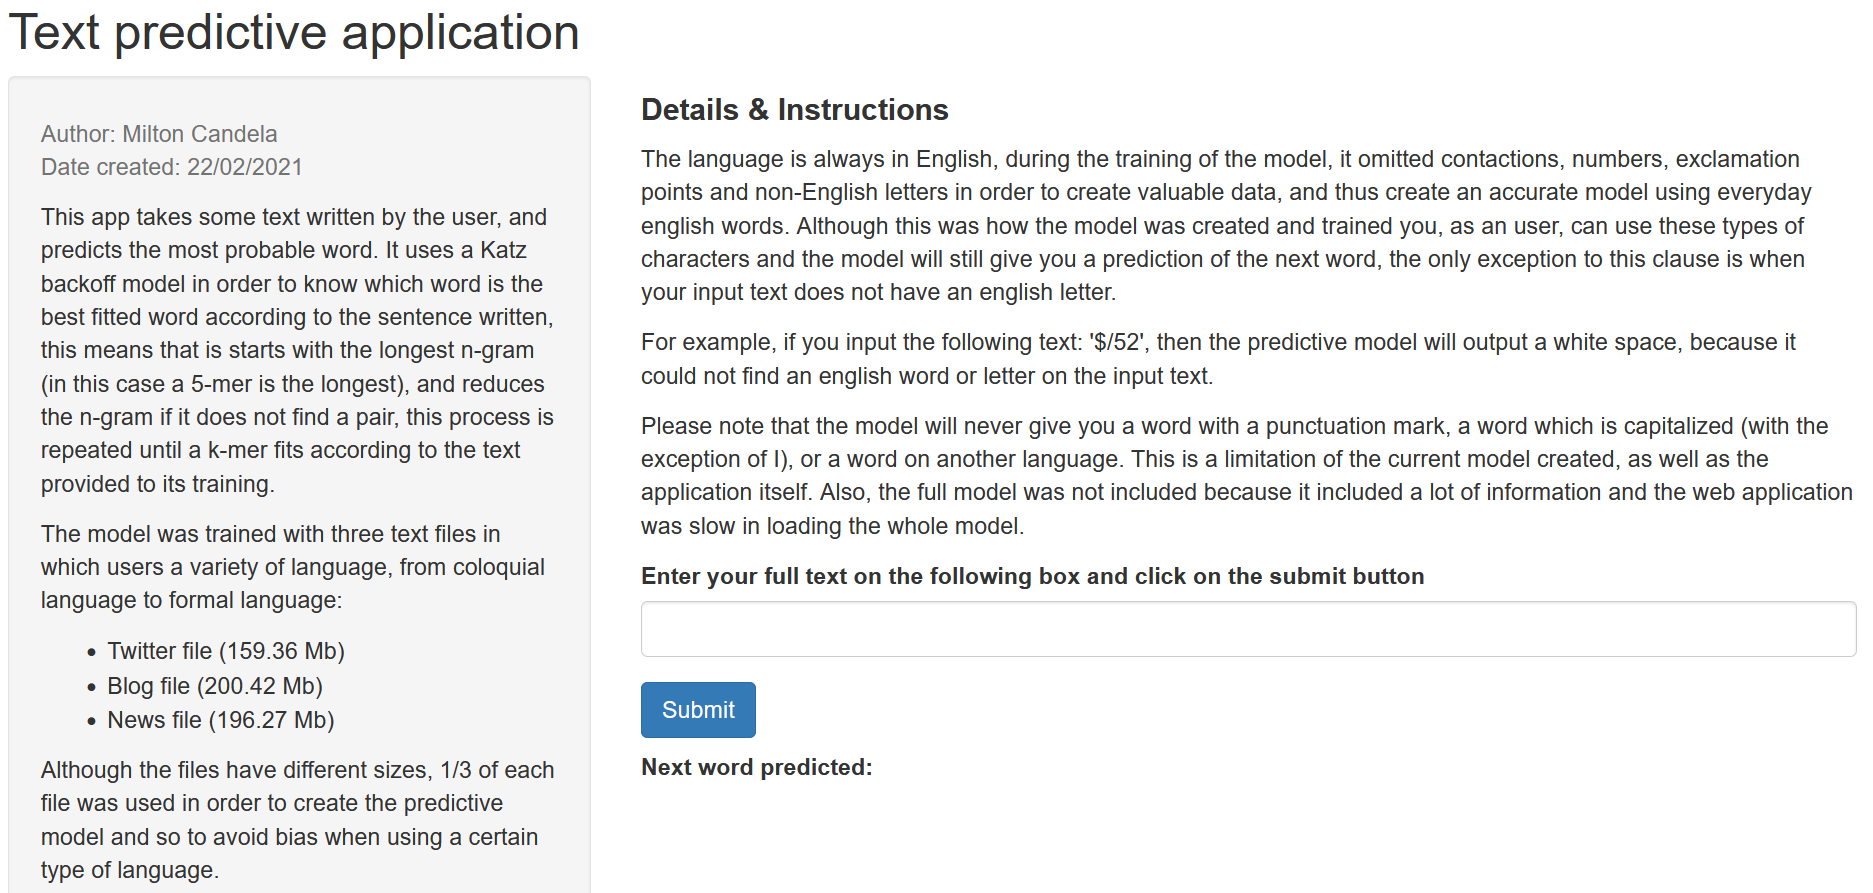 Text predictive application
Author: Milton Candela
Date created: 22/02/2021
This app takes some text written by the user, and
predicts the most probable word. It uses a Katz
backoff model in order to know which word is the
best fitted word according to the sentence written,
this means that is starts with the longest n-gram
(in this case a 5-mer is the longest), and reduces
the n-gram if it does not find a pair, this process is
repeated until a k-mer fits according to the text
provided to its training.
The model was trained with three text files in
which users a variety of language, from coloquial
language to formal language:
• Twitter file (159.36 Mb)
• Blog file (200.42 Mb)
• News file (196.27 Mb)
Although the files have different sizes, 1/3 of each
file was used in order to create the predictive
model and so to avoid bias when using a certain
type of language.
Details & Instructions
The language is always in English, during the training of the model, it omitted contactions, numbers, exclamation
points and non-English letters in order to create valuable data, and thus create an accurate model using everyday
english words. Although this was how the model was created and trained you, as an user, can use these types of
characters and the model will still give you a prediction of the next word, the only exception to this clause is when
your input text does not have an english letter.
For example, if you input the following text: '$/52', then the predictive model will output a white space, because it
could not find an english word or letter on the input text.
Please note that the model will never give you a word with a punctuation mark, a word which is capitalized (with the
exception of I), or a word on another language. This is a limitation of the current model created, as well as the
application itself. Also, the full model was not included because it included a lot of information and the web application
was slow in loading the whole model.
Enter your full text on the following box and click on the submit button
Submit
Next word predicted: